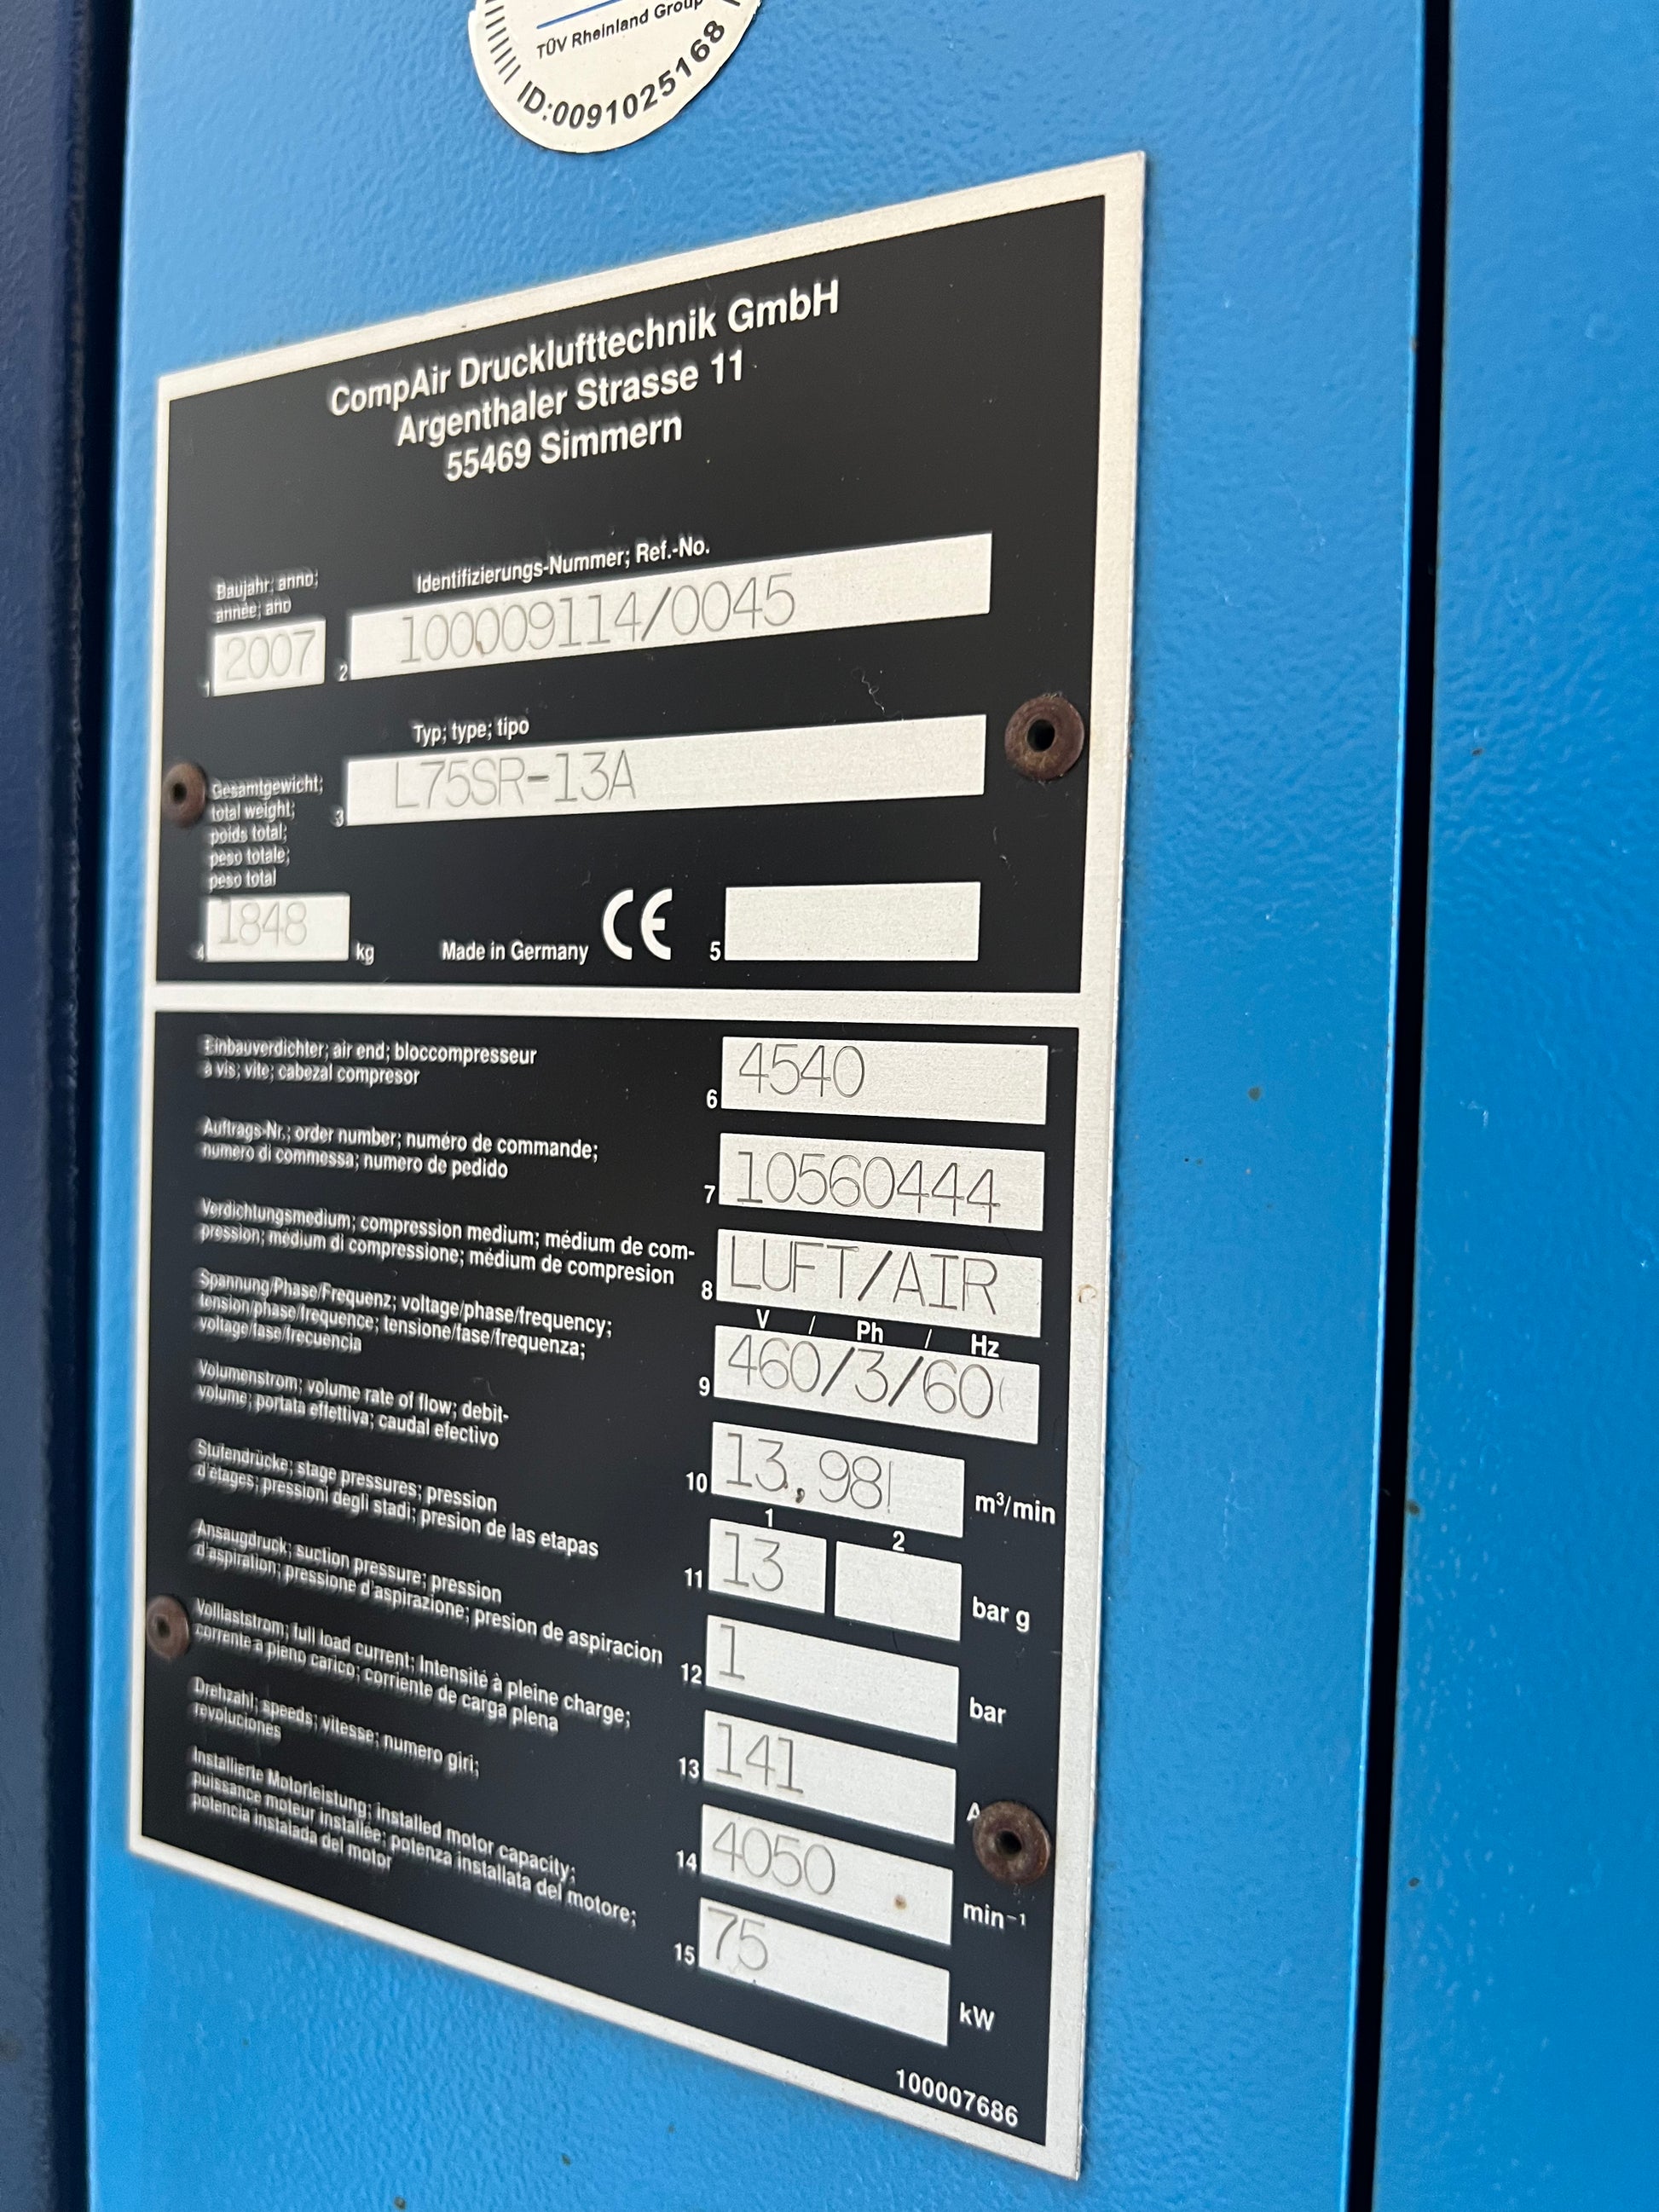 TÜV Rheinland Group
ID:0091025168
CompAir Drucklufttechnik GmbH
Argenthaler Strasse 11
55469 Simmern
Baujahr; anno;
année; ano
1 2007
Identifizierungs-Nummer; Ref.-No.
2 100009114/0045
Typ; type; tipo
3 L75SR-13A
Gesamtgewicht;
total weight;
poids total;
peso totale;
peso total
4 1848 kg
Made in Germany CE 5
Einbauverdichter; air end; bloccompresseur
à vis; vite; cabezal compresor
6 4540
Auftrags-Nr.; order number; numéro de commande;
numero di commessa; numero de pedido
7 10560444
Verdichtungsmedium; compression medium; médium de com-
pression; médium di compressione; médium de compresion
8 LUFT/AIR
Spannung/Phase/Frequenz; voltage/phase/frequency;
tension/phase/frequence; tensione/fase/frequenza;
voltage/fase/frecuencia
V / Ph / Hz
9 460/3/60
Volumenstrom; volume rate of flow; debit-
volume; portata effettiva; caudal efectivo
10 13,98 m³/min
Stufendrücke; stage pressures; pression
d'étages; pressioni degli stadi; presion de las etapas
1 2
11 13 bar g
Ansaugdruck; suction pressure; pression
d'aspiration; pressione d'aspirazione; presion de aspiracion
12 1 bar
Vollaststrom; full load current; Intensité à pleine charge;
corrente a pieno carico; corriente de carga plena
13 141 A
Drehzahl; speeds; vitesse; numero giri;
revoluciones
14 4050 min⁻¹
Installierte Motorleistung; installed motor capacity;
puissance moteur installée; potenza installata del motore;
potencia instalada del motor
15 75 kW
100007686